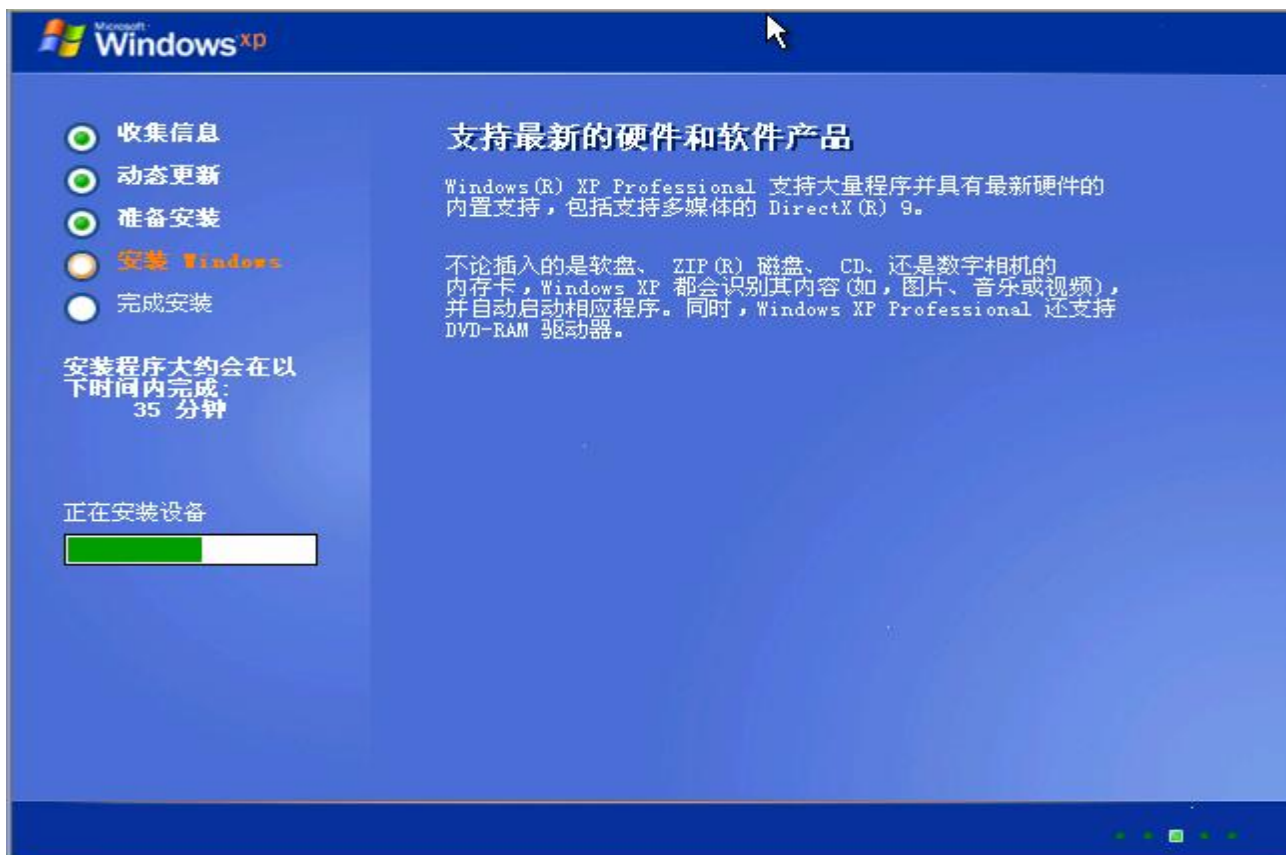 Microsoft
Windows xp
收集信息
动态更新
准备安装
安装 Windows
完成安装
安装程序大约会在以
下时间内完成:
35 分钟
正在安装设备
支持最新的硬件和软件产品
Windows(R) XP Professional 支持大量程序并具有最新硬件的
内置支持，包括支持多媒体的 DirectX(R) 9。
不论插入的是软盘、 ZIP(R) 磁盘、 CD、还是数字相机的
内存卡，Windows XP 都会识别其内容(如，图片、音乐或视频)，
并自动启动相应程序。同时，Windows XP Professional 还支持
DVD-RAM 驱动器。